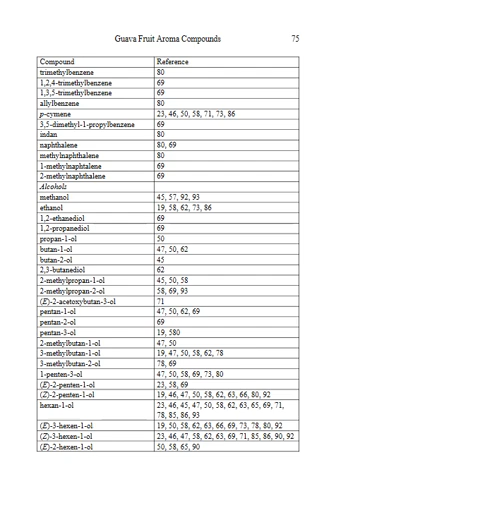 Guava Fruit Aroma Compounds 75
Compound Reference
trimethylbenzene 80
1,2,4-trimethylbenzene 69
1,3,5-trimethylbenzene 69
allylbenzene 80
p-cymene 23, 46, 50, 58, 71, 73, 86
3,5-dimethyl-1-propylbenzene 69
indan 80
naphthalene 80, 69
methylnaphthalene 80
1-methylnaphtalene 69
2-methylnaphthalene 69
Alcohols
methanol 45, 57, 92, 93
ethanol 19, 58, 62, 73, 86
1,2-ethanediol 69
1,2-propanediol 69
propan-1-ol 50
butan-1-ol 47, 50, 62
butan-2-ol 45
2,3-butanediol 62
2-methylpropan-1-ol 45, 50, 58
2-methylpropan-2-ol 58, 69, 93
(E)-2-acetoxybutan-3-ol 71
pentan-1-ol 47, 50, 62, 69
pentan-2-ol 69
pentan-3-ol 19, 580
2-methylbutan-1-ol 47, 50
3-methylbutan-1-ol 19, 47, 50, 58, 62, 78
3-methylbutan-2-ol 78, 69
1-penten-3-ol 47, 50, 58, 69, 73, 80
(E)-2-penten-1-ol 23, 58, 69
(Z)-2-penten-1-ol 19, 46, 47, 50, 58, 62, 63, 66, 80, 92
hexan-1-ol 23, 46, 45, 47, 50, 58, 62, 63, 65, 69, 71,
78, 85, 86, 93
(E)-3-hexen-1-ol 19, 50, 58, 62, 63, 66, 69, 73, 78, 80, 92
(Z)-3-hexen-1-ol 23, 46, 47, 58, 62, 63, 69, 71, 85, 86, 90, 92
(E)-2-hexen-1-ol 50, 58, 65, 90